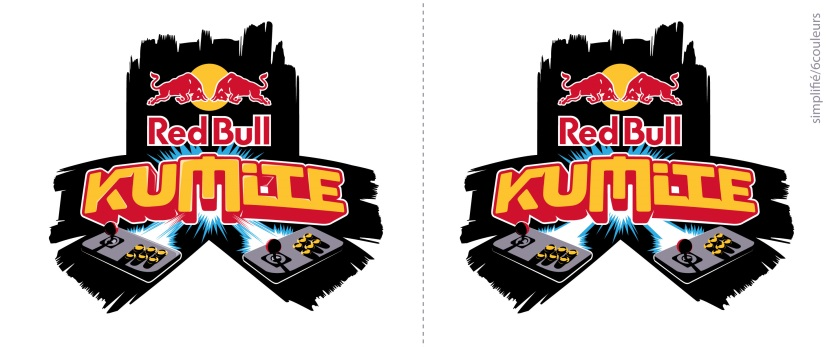 Red Bull
KUMITE
Red Bull
KUMITE
simplifié/6couleurs